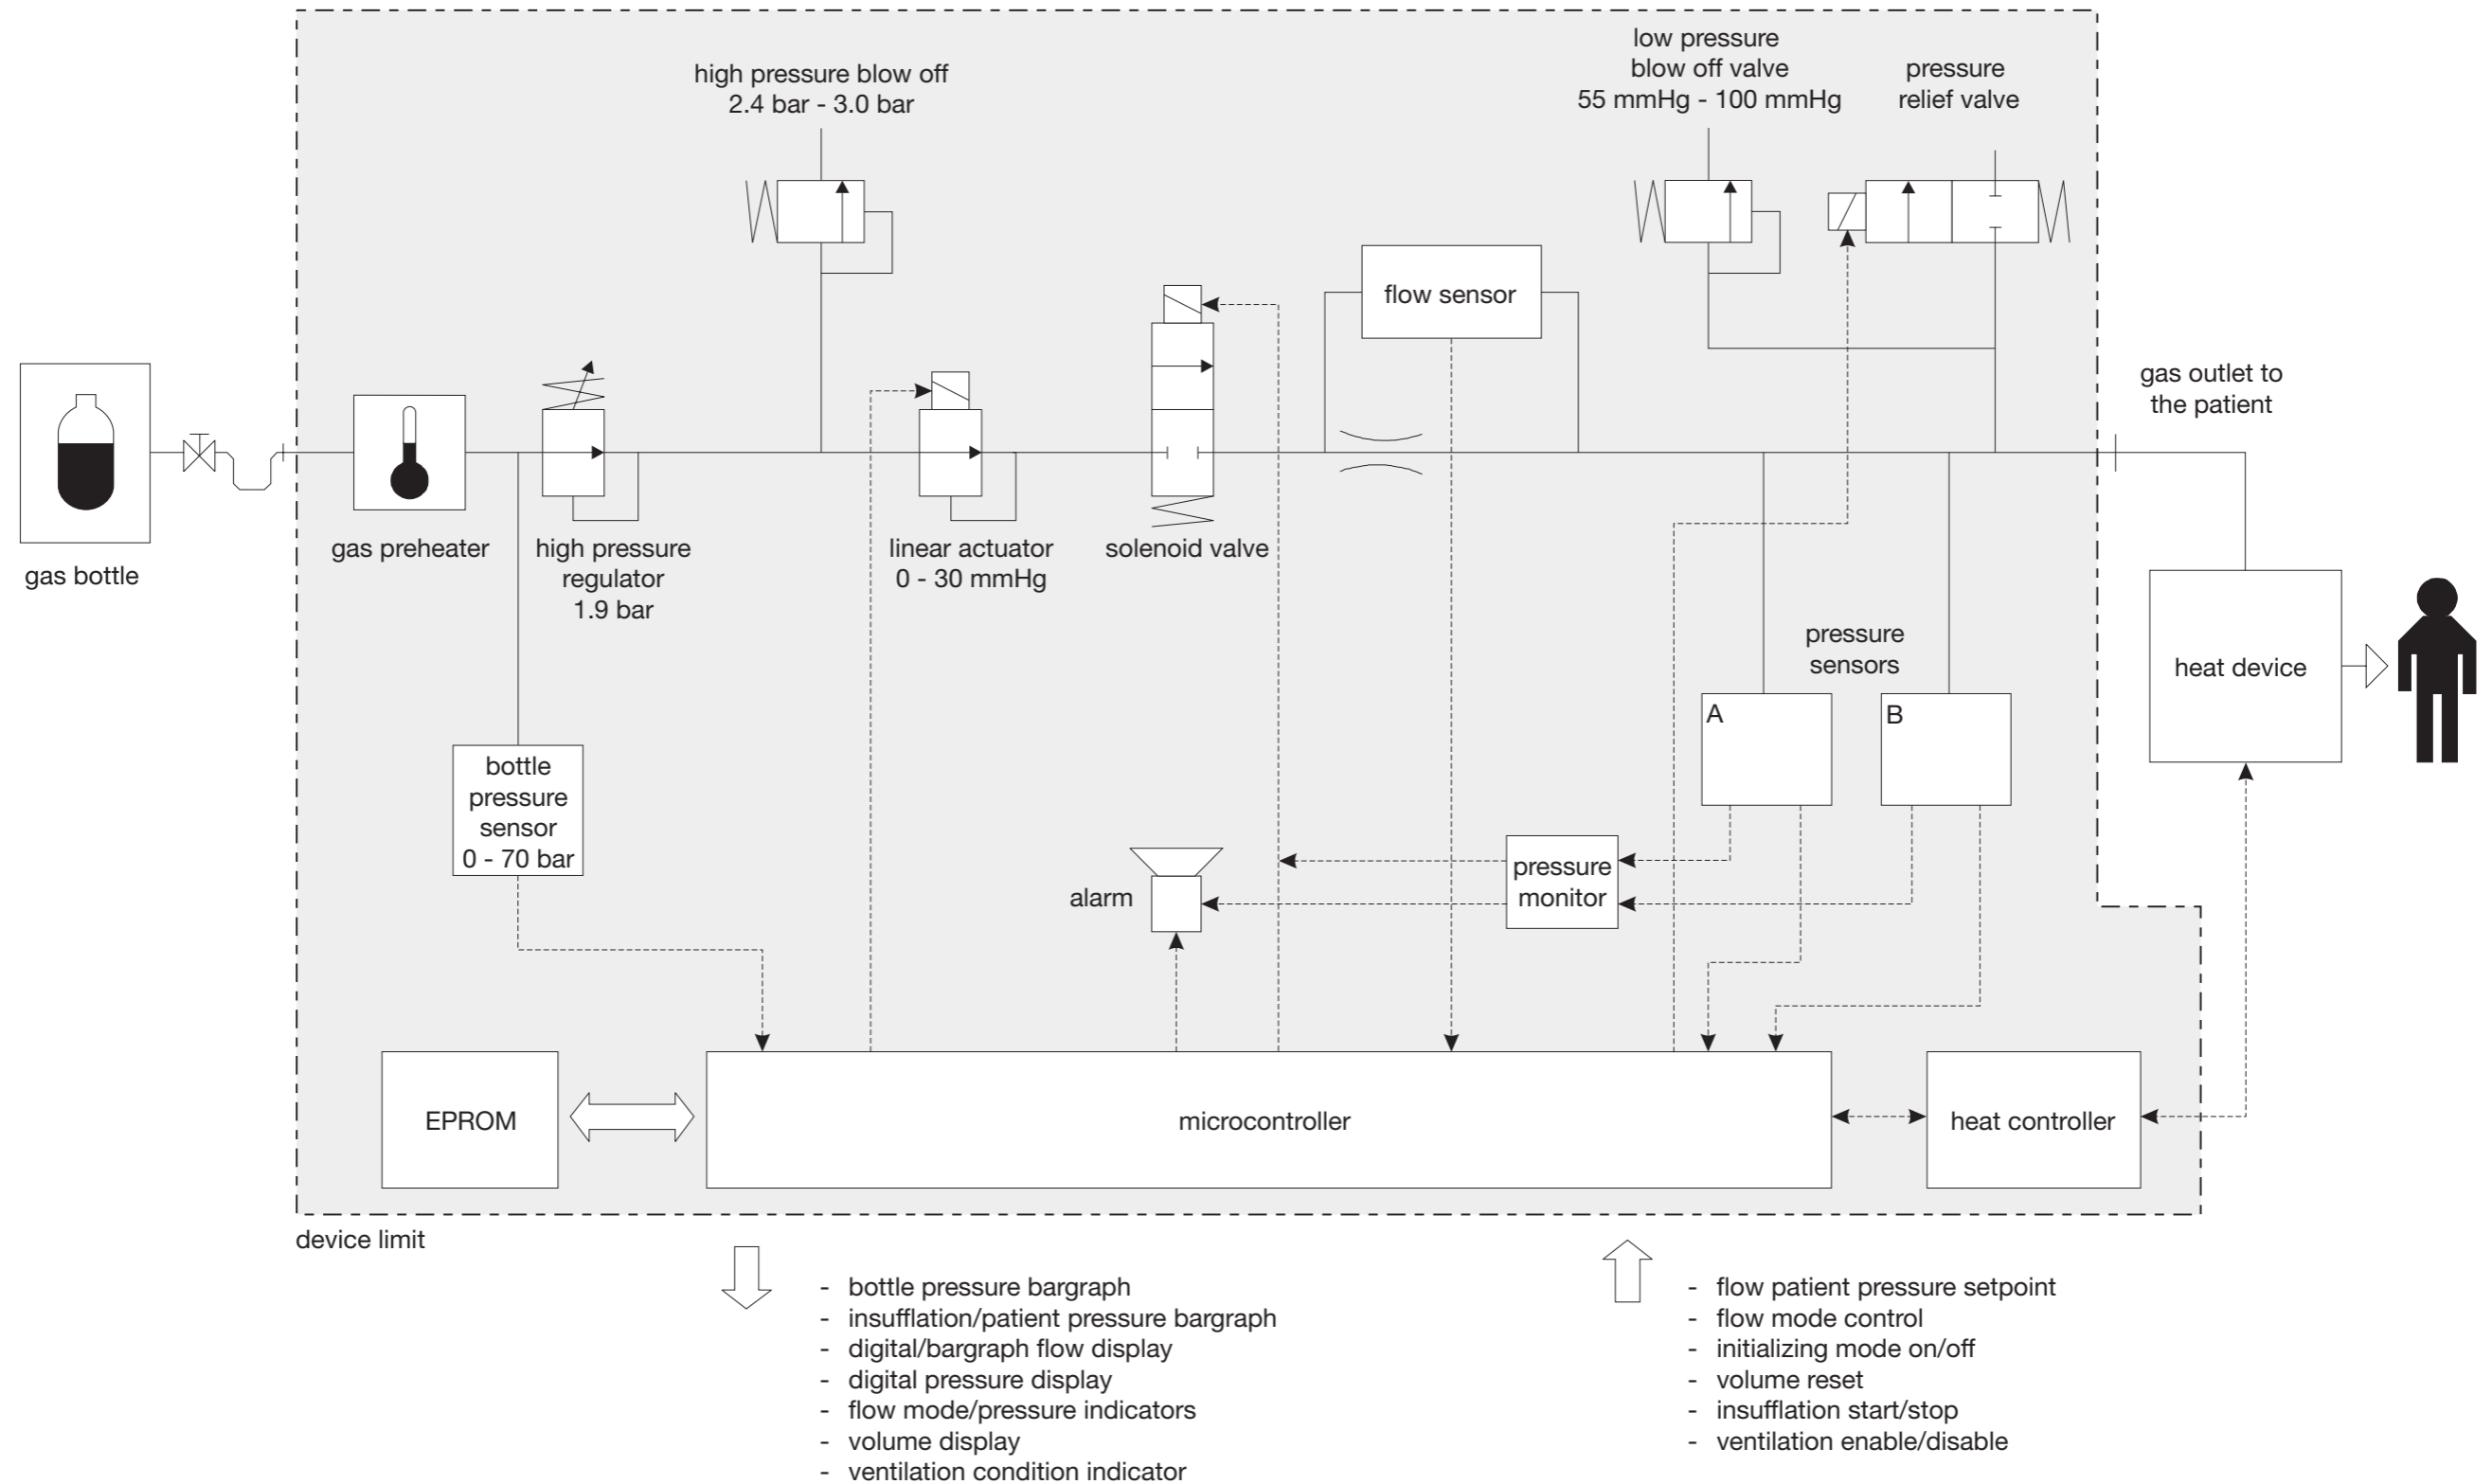 high pressure blow off
2.4 bar - 3.0 bar
low pressure
blow off valve
55 mmHg - 100 mmHg
pressure
relief valve
flow sensor
gas outlet to
the patient
gas bottle
gas preheater
high pressure
regulator
1.9 bar
linear actuator
0 - 30 mmHg
solenoid valve
pressure
sensors
A
B
heat device
bottle
pressure
sensor
0 - 70 bar
alarm
pressure
monitor
EPROM
microcontroller
heat controller
device limit
- bottle pressure bargraph
- insufflation/patient pressure bargraph
- digital/bargraph flow display
- digital pressure display
- flow mode/pressure indicators
- volume display
- ventilation condition indicator
- flow patient pressure setpoint
- flow mode control
- initializing mode on/off
- volume reset
- insufflation start/stop
- ventilation enable/disable